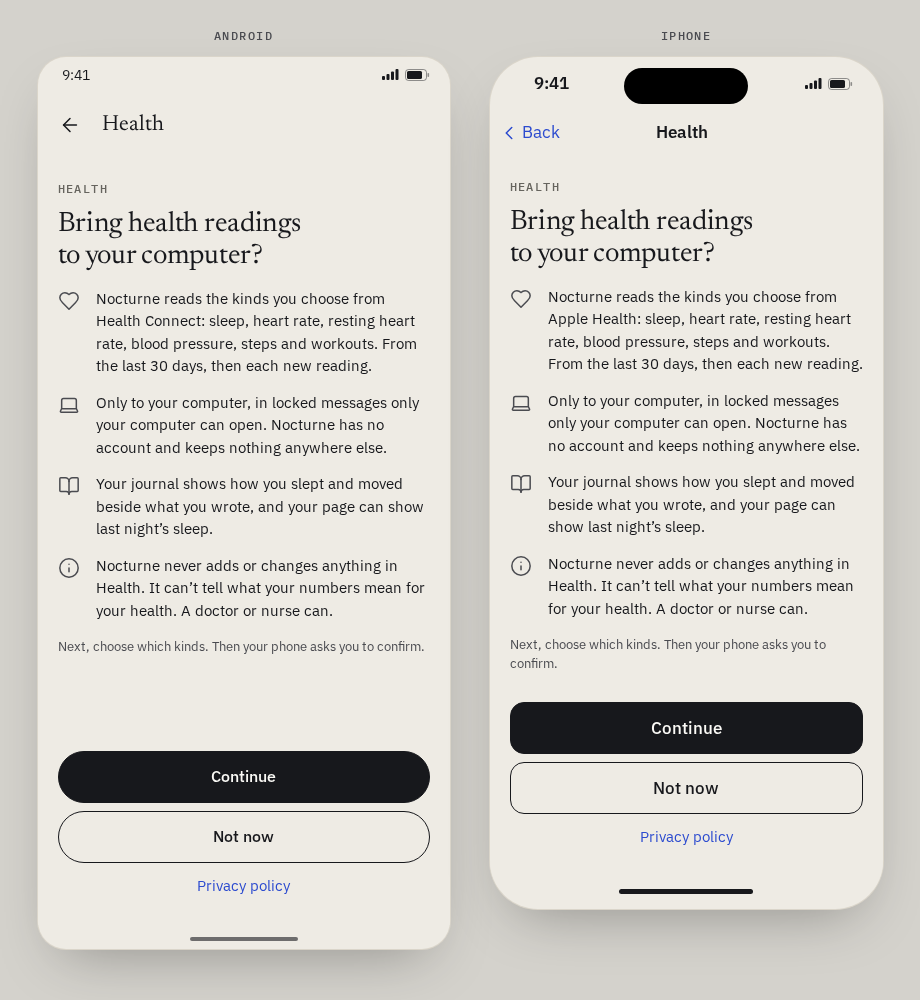 ANDROID
9:41
Health
HEALTH
Bring health readings
to your computer?
Nocturne reads the kinds you choose from
Health Connect: sleep, heart rate, resting heart
rate, blood pressure, steps and workouts. From
the last 30 days, then each new reading.
Only to your computer, in locked messages only
your computer can open. Nocturne has no
account and keeps nothing anywhere else.
Your journal shows how you slept and moved
beside what you wrote, and your page can show
last night’s sleep.
Nocturne never adds or changes anything in
Health. It can’t tell what your numbers mean for
your health. A doctor or nurse can.
Next, choose which kinds. Then your phone asks you to confirm.
Continue
Not now
Privacy policy
IPHONE
9:41
Back
Health
HEALTH
Bring health readings
to your computer?
Nocturne reads the kinds you choose from
Apple Health: sleep, heart rate, resting heart
rate, blood pressure, steps and workouts.
From the last 30 days, then each new reading.
Only to your computer, in locked messages
only your computer can open. Nocturne has
no account and keeps nothing anywhere else.
Your journal shows how you slept and moved
beside what you wrote, and your page can
show last night’s sleep.
Nocturne never adds or changes anything in
Health. It can’t tell what your numbers mean
for your health. A doctor or nurse can.
Next, choose which kinds. Then your phone asks you to
confirm.
Continue
Not now
Privacy policy